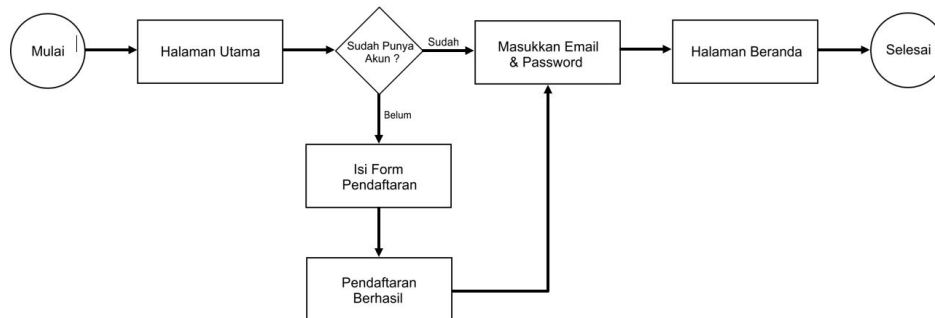 Mulai
Halaman Utama
Sudah Punya
Akun ?
Sudah
Masukkan Email
& Password
Halaman Beranda
Selesai
Belum
Isi Form
Pendaftaran
Pendaftaran
Berhasil